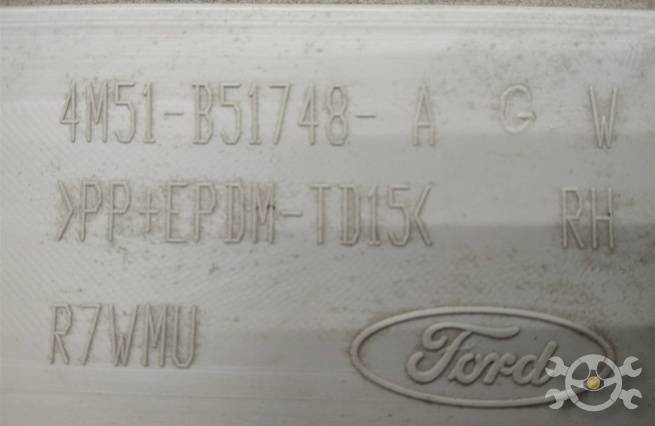 4M51-B51748- A G W
>PP+EPDM-TD15< RH
R7WMU Ford